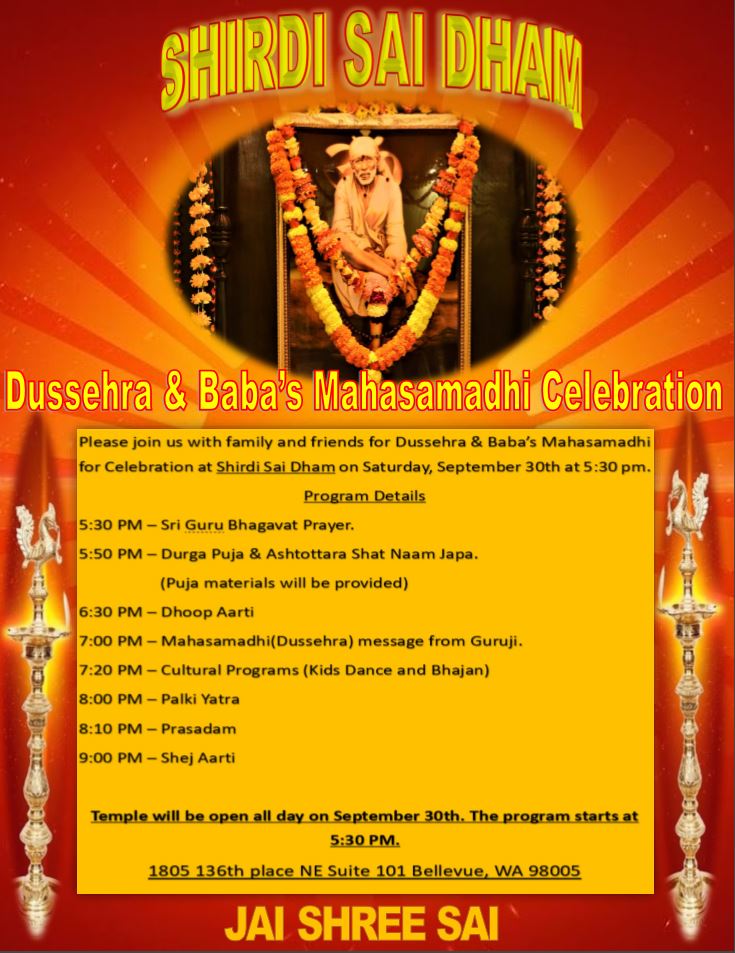 SHIRDI SAI DHAM
Dussehra & Baba's Mahasamadhi Celebration
Please join us with family and friends for Dussehra & Baba's Mahasamadhi
for Celebration at Shirdi Sai Dham on Saturday, September 30th at 5:30 pm.
Program Details
5:30 PM – Sri Guru Bhagavat Prayer.
5:50 PM – Durga Puja & Ashtottara Shat Naam Japa.
(Puja materials will be provided)
6:30 PM – Dhoop Aarti
7:00 PM – Mahasamadhi(Dussehra) message from Guruji.
7:20 PM – Cultural Programs (Kids Dance and Bhajan)
8:00 PM – Palki Yatra
8:10 PM – Prasadam
9:00 PM – Shej Aarti
Temple will be open all day on September 30th. The program starts at
5:30 PM.
1805 136th place NE Suite 101 Bellevue, WA 98005
JAI SHREE SAI